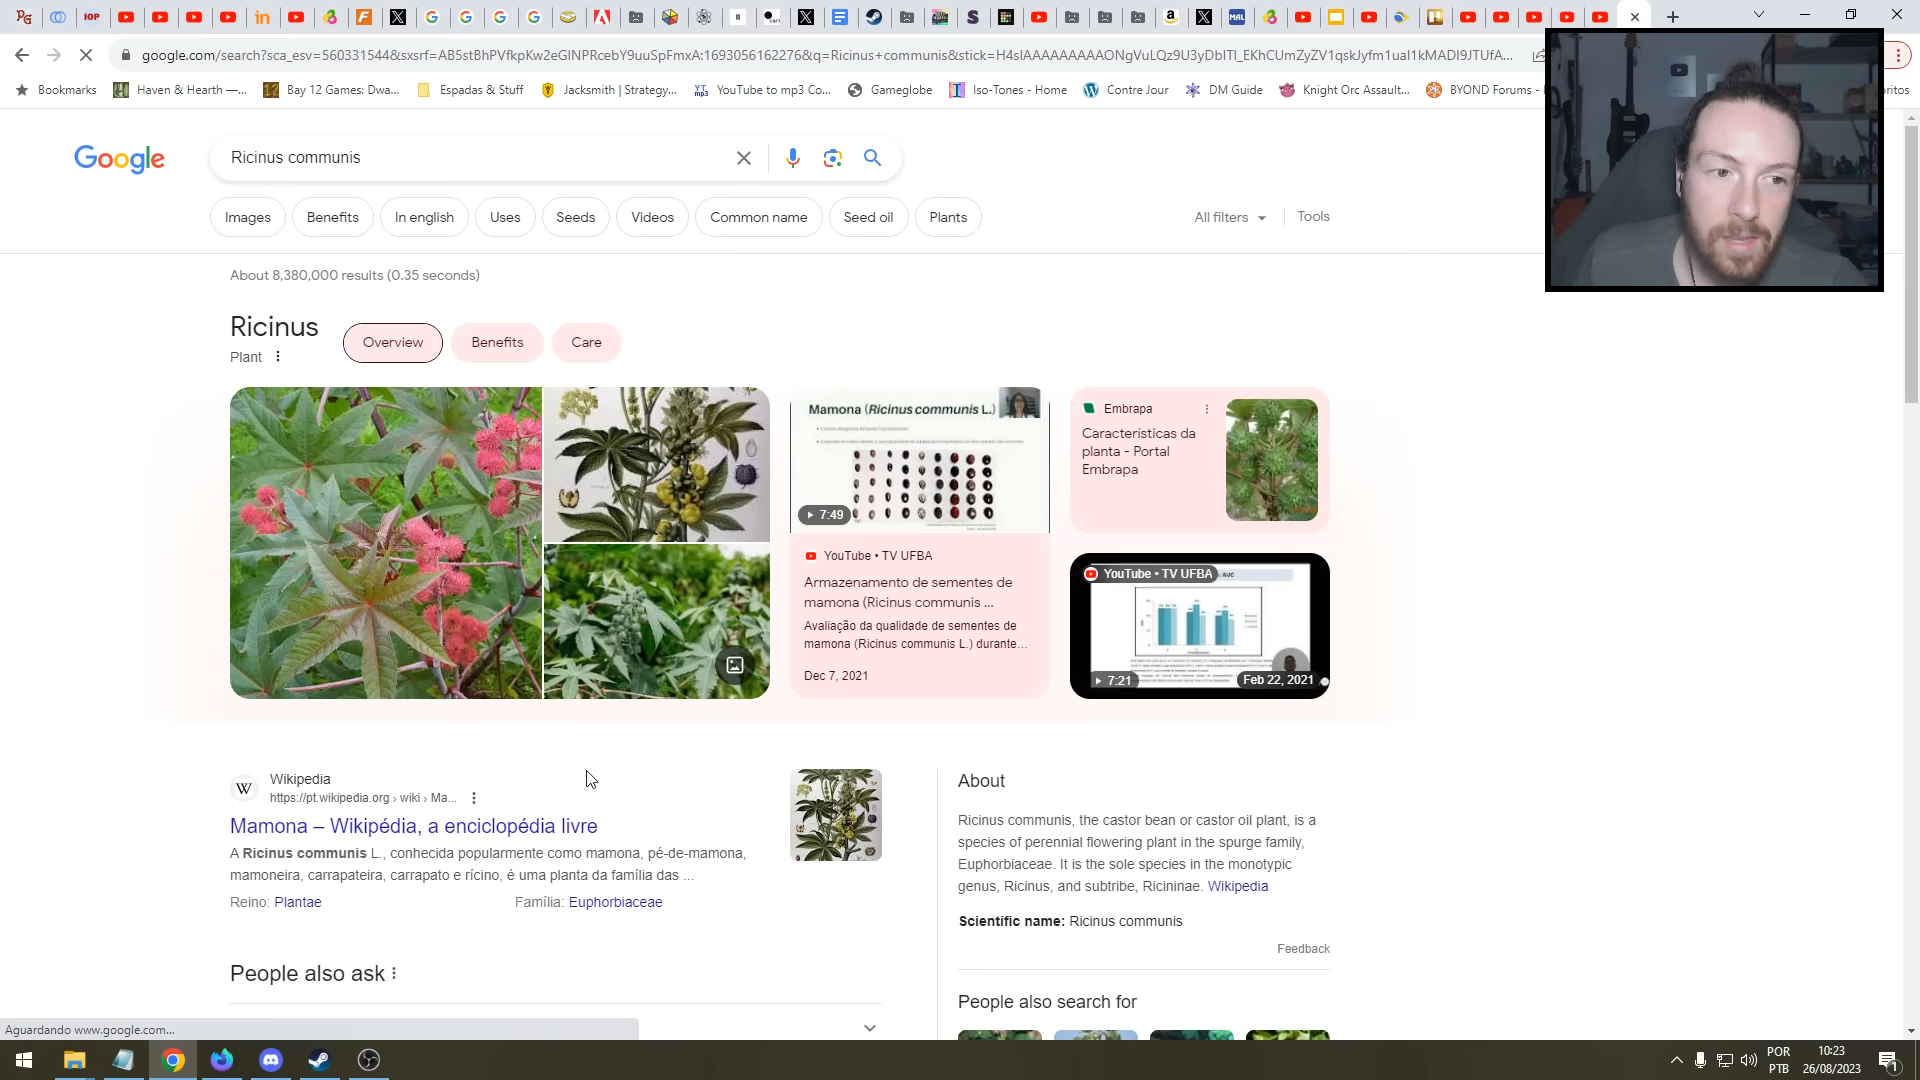 IOP
google.com/search?sca_esv=560331544&sxsrf=AB5stBhPVfkpKw2eGlNPRcebY9uuSpFmxA:1693056162276&q=Ricinus+communis&stick=H4sIAAAAAAAAAONgVuLQz9U3yDbITl_EKhCUmZyZV1qskJyfm1ual1kMADI9JTUfA...
Bookmarks
Haven & Hearth —...
Bay 12 Games: Dwa...
Espadas & Stuff
Jacksmith | Strategy...
YouTube to mp3 Co...
Gameglobe
Iso-Tones - Home
Contre Jour
DM Guide
Knight Orc Assault...
BYOND Forums -
Google
Ricinus communis
Images
Benefits
In english
Uses
Seeds
Videos
Common name
Seed oil
Plants
All filters
Tools
About 8,380,000 results (0.35 seconds)
Ricinus
Plant
Overview
Benefits
Care
Mamona (Ricinus communis L.)
7:49
YouTube • TV UFBA
Armazenamento de sementes de
mamona (Ricinus communis ...
Avaliação da qualidade de sementes de
mamona (Ricinus communis L.) durante...
Dec 7, 2021
Embrapa
Características da
planta - Portal
Embrapa
YouTube • TV UFBA
AUC
7:21
Feb 22, 2021
Wikipedia
https://pt.wikipedia.org › wiki › Ma...
Mamona – Wikipédia, a enciclopédia livre
A Ricinus communis L., conhecida popularmente como mamona, pé-de-mamona,
mamoneira, carrapateira, carrapato e rícino, é uma planta da família das ...
Reino: Plantae
Família: Euphorbiaceae
People also ask
About
Ricinus communis, the castor bean or castor oil plant, is a
species of perennial flowering plant in the spurge family,
Euphorbiaceae. It is the sole species in the monotypic
genus, Ricinus, and subtribe, Ricininae. Wikipedia
Scientific name: Ricinus communis
Feedback
People also search for
Aguardando www.google.com...
POR
PTB
10:23
26/08/2023
1